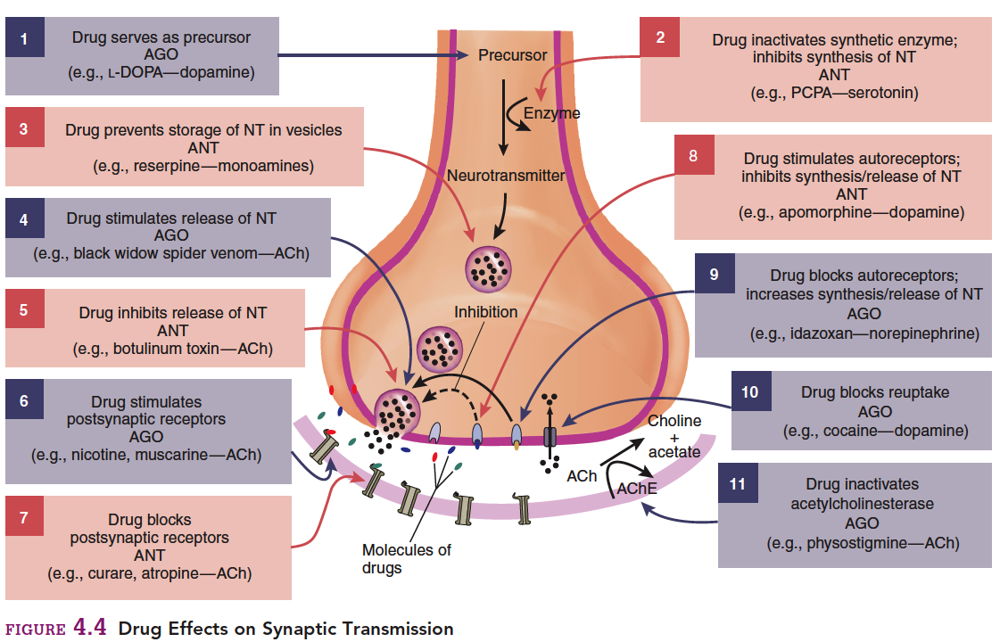 1
Drug serves as precursor
AGO
(e.g., L-DOPA—dopamine)
2
Drug inactivates synthetic enzyme;
inhibits synthesis of NT
ANT
(e.g., PCPA—serotonin)
3
Drug prevents storage of NT in vesicles
ANT
(e.g., reserpine—monoamines)
4
Drug stimulates release of NT
AGO
(e.g., black widow spider venom—ACh)
5
Drug inhibits release of NT
ANT
(e.g., botulinum toxin—ACh)
6
Drug stimulates
postsynaptic receptors
AGO
(e.g., nicotine, muscarine—ACh)
7
Drug blocks
postsynaptic receptors
ANT
(e.g., curare, atropine—ACh)
8
Drug stimulates autoreceptors;
inhibits synthesis/release of NT
ANT
(e.g., apomorphine—dopamine)
9
Drug blocks autoreceptors;
increases synthesis/release of NT
AGO
(e.g., idazoxan—norepinephrine)
10
Drug blocks reuptake
AGO
(e.g., cocaine—dopamine)
11
Drug inactivates
acetylcholinesterase
AGO
(e.g., physostigmine—ACh)
Precursor
Enzyme
Neurotransmitter
Inhibition
Choline
+
acetate
ACh
AChE
Molecules of
drugs
FIGURE 4.4 Drug Effects on Synaptic Transmission